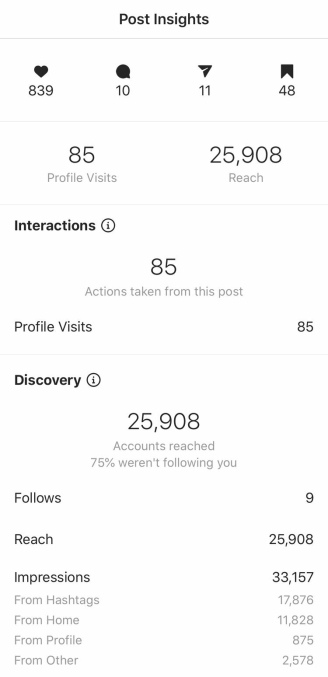 Post Insights
839 10 11 48
85 25,908
Profile Visits Reach
Interactions
85
Actions taken from this post
Profile Visits 85
Discovery
25,908
Accounts reached
75% weren't following you
Follows 9
Reach 25,908
Impressions 33,157
From Hashtags 17,876
From Home 11,828
From Profile 875
From Other 2,578